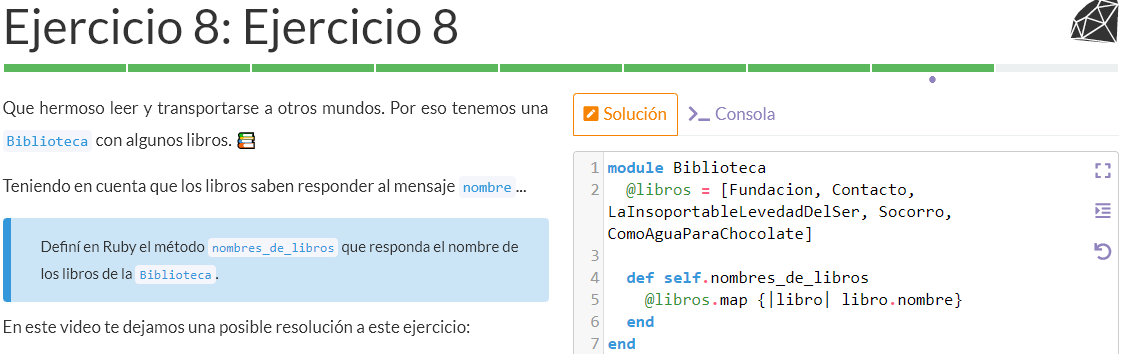 Ejercicio 8: Ejercicio 8
Que hermoso leer y transportarse a otros mundos. Por eso tenemos una
Biblioteca con algunos libros. 📚
Teniendo en cuenta que los libros saben responder al mensaje nombre ...
Definí en Ruby el método nombres_de_libros que responda el nombre de
los libros de la Biblioteca.
En este video te dejamos una posible resolución a este ejercicio:
Solución
Consola
1 module Biblioteca
2   @libros = [Fundacion, Contacto,
LaInsoportableLevedadDelSer, Socorro,
ComoAguaParaChocolate]
3
4   def self.nombres_de_libros
5     @libros.map {|libro| libro.nombre}
6   end
7 end